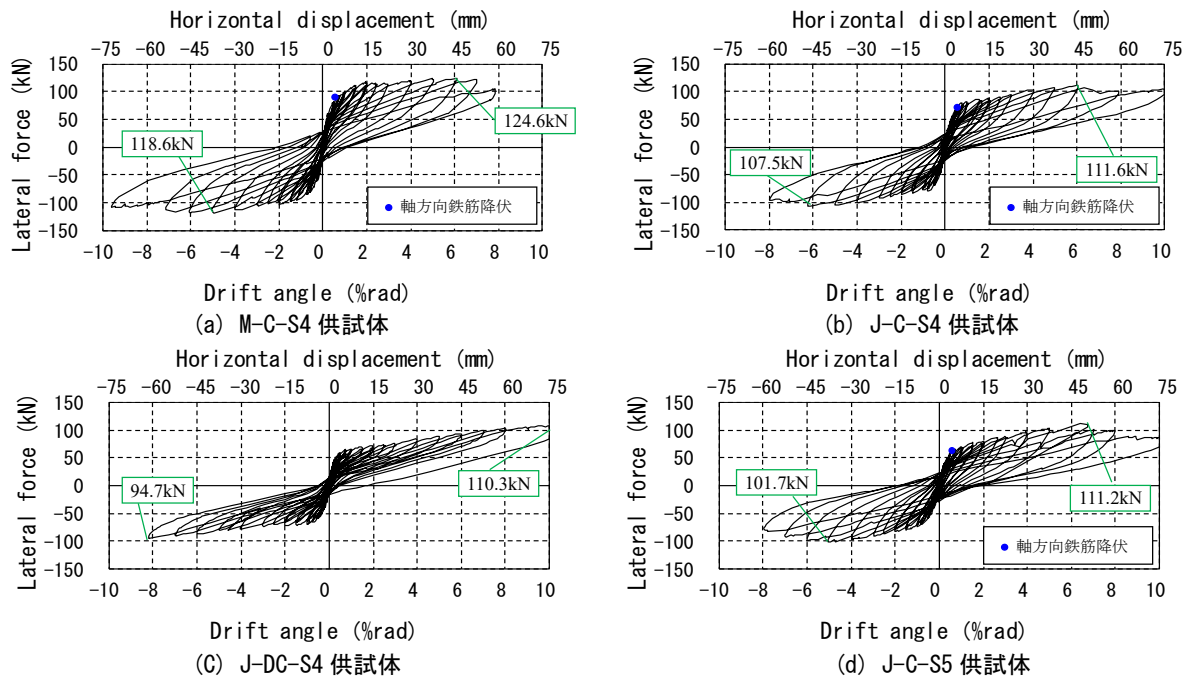 Horizontal displacement (mm)
-75 -60 -45 -30 -15 0 15 30 45 60 75
Lateral force (kN)
150
100
50
0
-50
-100
-150
124.6kN
118.6kN
軸方向鉄筋降伏
-10 -8 -6 -4 -2 0 2 4 6 8 10
Drift angle (%rad)
(a) M-C-S4 供試体
Horizontal displacement (mm)
-75 -60 -45 -30 -15 0 15 30 45 60 75
Lateral force (kN)
150
100
50
0
-50
-100
-150
107.5kN
111.6kN
軸方向鉄筋降伏
-10 -8 -6 -4 -2 0 2 4 6 8 10
Drift angle (%rad)
(b) J-C-S4 供試体
Horizontal displacement (mm)
-75 -60 -45 -30 -15 0 15 30 45 60 75
Lateral force (kN)
150
100
50
0
-50
-100
-150
94.7kN
110.3kN
-10 -8 -6 -4 -2 0 2 4 6 8 10
Drift angle (%rad)
(C) J-DC-S4 供試体
Horizontal displacement (mm)
-75 -60 -45 -30 -15 0 15 30 45 60 75
Lateral force (kN)
150
100
50
0
-50
-100
-150
101.7kN
111.2kN
軸方向鉄筋降伏
-10 -8 -6 -4 -2 0 2 4 6 8 10
Drift angle (%rad)
(d) J-C-S5 供試体